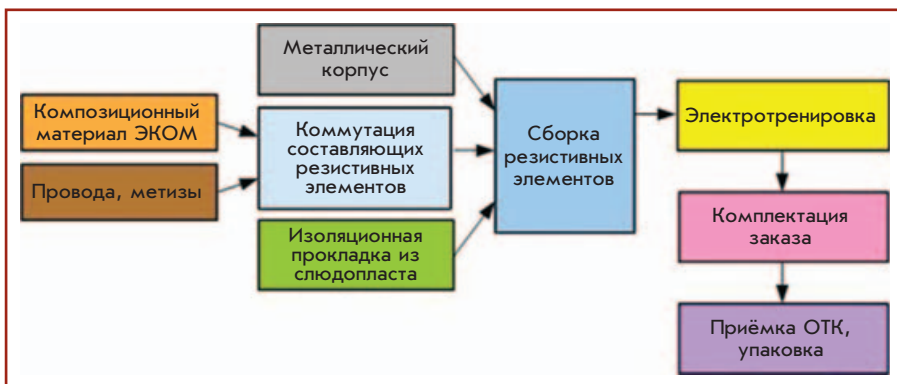 Металлический
корпус
Композиционный
материал ЭКОМ
Провода, метизы
Коммутация
составляющих
резистивных
элементов
Изоляционная
прокладка из
слюдопласта
Сборка
резистивных
элементов
Электротренировка
Комплектация
заказа
Приёмка ОТК,
упаковка